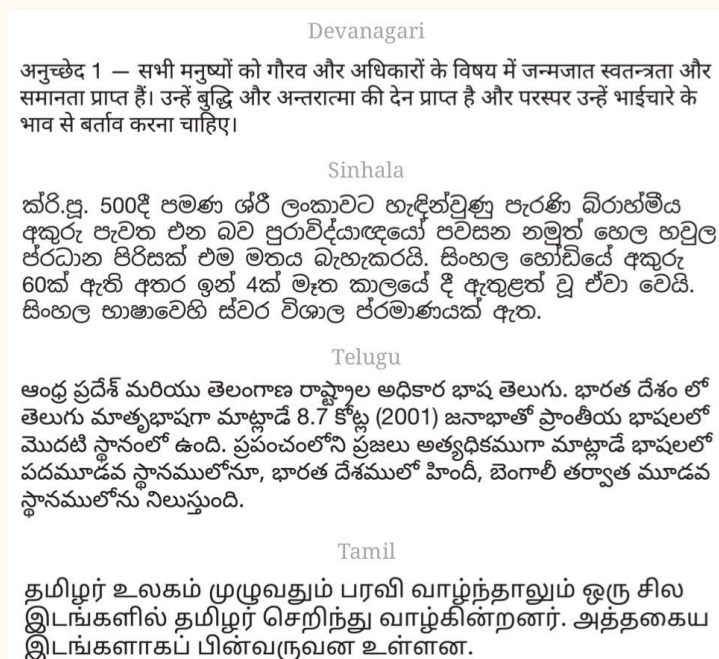 Devanagari
अनुच्छेद 1 — सभी मनुष्यों को गौरव और अधिकारों के विषय में जन्मजात स्वतन्त्रता और
समानता प्राप्त हैं। उन्हें बुद्धि और अन्तरात्मा की देन प्राप्त है और परस्पर उन्हें भाईचारे के
भाव से बर्ताव करना चाहिए।
Sinhala
ක්රි.පූ. 500දී පමණ ශ්රී ලංකාවට හැඳින්වුණු පැරණි බ්රාහ්මීය
අකුරු පැවත එන බව පුරාවිද්යාඥයෝ පවසන නමුත් හෙල හවුල
ප්රධාන පිරිසක් එම මතය බැහැකරයි. සිංහල හෝඩියේ අකුරු
60ක් ඇති අතර ඉන් 4ක් මෑත කාලයේ දී ඇතුළත් වූ ඒවා වෙයි.
සිංහල භාෂාවෙහි ස්වර විශාල ප්රමාණයක් ඇත.
Telugu
ఆంధ్ర ప్రదేశ్ మరియు తెలంగాణ రాష్ట్రాల అధికార భాష తెలుగు. భారత దేశం లో
తెలుగు మాతృభాషగా మాట్లాడే 8.7 కోట్ల (2001) జనాభాతో ప్రాంతీయ భాషలలో
మొదటి స్థానంలో ఉంది. ప్రపంచంలోని ప్రజలు అత్యధికముగా మాట్లాడే భాషలలో
పదమూడవ స్థానములోనూ, భారత దేశములో హిందీ, బెంగాలీ తర్వాత మూడవ
స్థానములోను నిలుస్తుంది.
Tamil
தமிழர் உலகம் முழுவதும் பரவி வாழ்ந்தாலும் ஒரு சில
இடங்களில் தமிழர் செறிந்து வாழ்கின்றனர். அத்தகைய
இடங்களாகப் பின்வருவன உள்ளன.